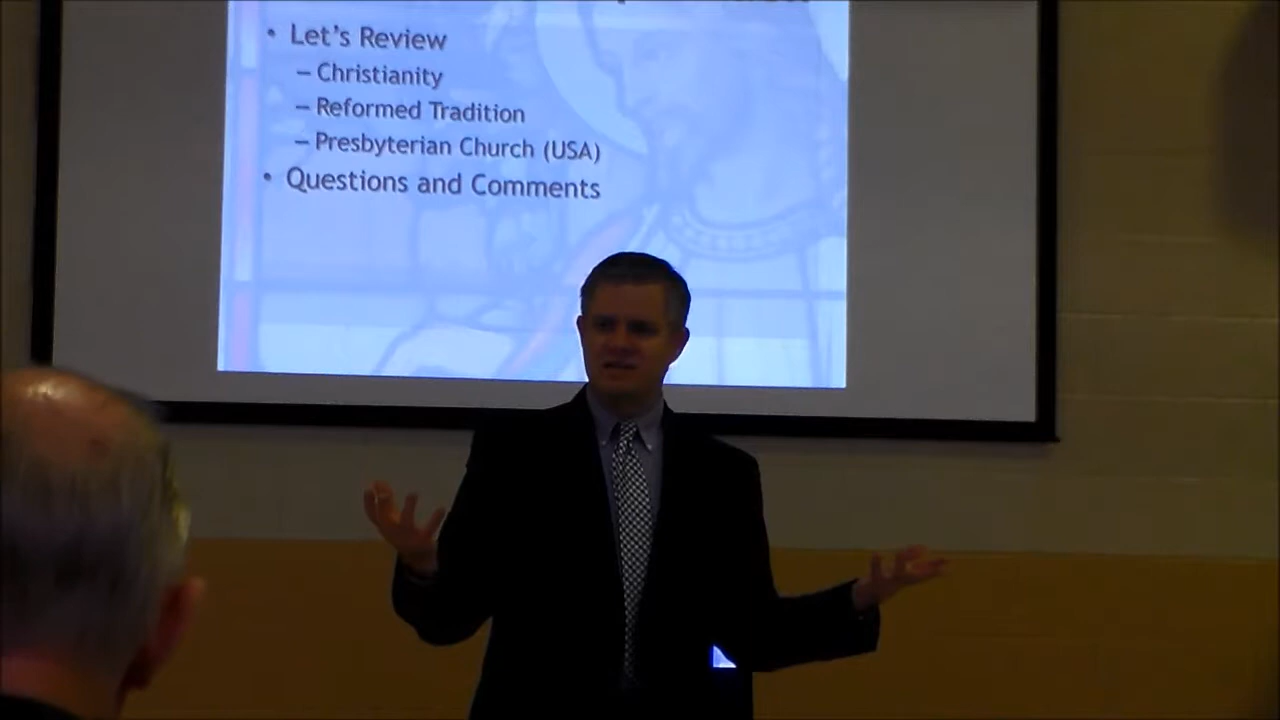 • Let's Review
– Christianity
– Reformed Tradition
– Presbyterian Church (USA)
• Questions and Comments